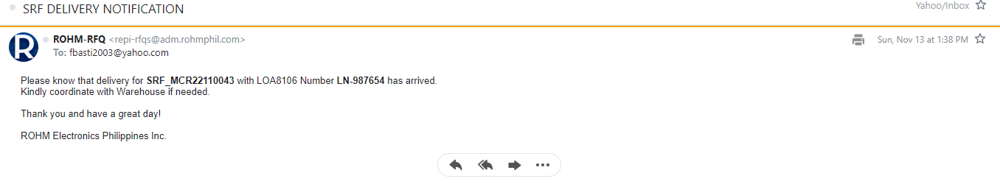 SRF DELIVERY NOTIFICATION
Yahoo/Inbox
R
ROHM-RFQ <repi-rfqs@adm.rohmphil.com>
Sun, Nov 13 at 1:38 PM
To: fbasti2003@yahoo.com
Please know that delivery for SRF_MCR22110043 with LOA8106 Number LN-987654 has arrived.
Kindly coordinate with Warehouse if needed.
Thank you and have a great day!
ROHM Electronics Philippines Inc.